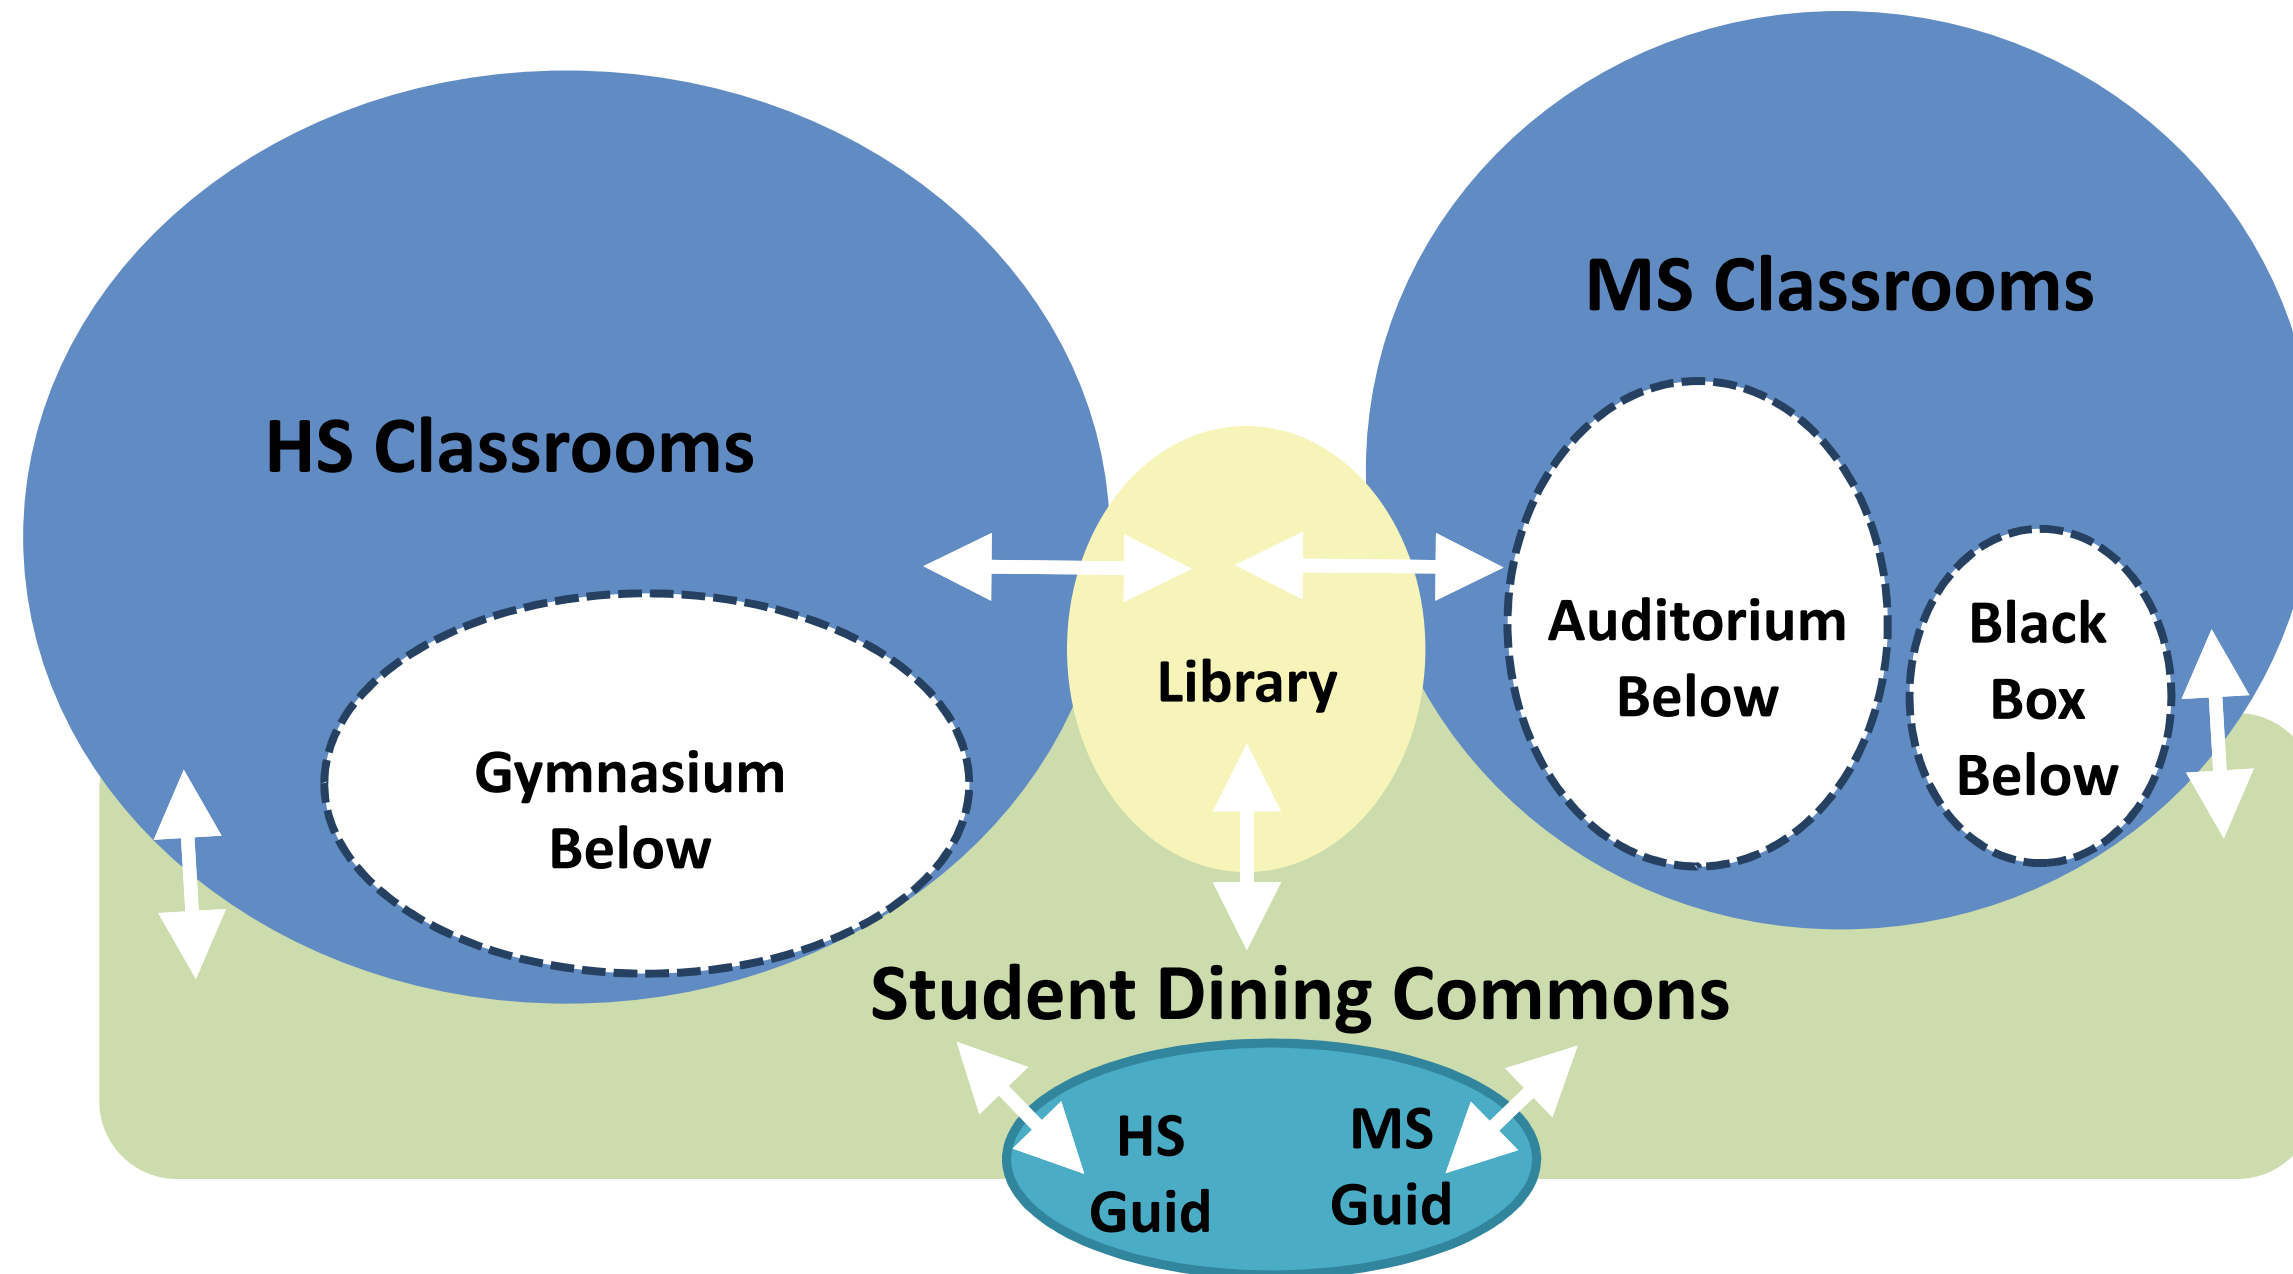 MS Classrooms
HS Classrooms
Auditorium
Below
Black
Box
Below
Library
Gymnasium
Below
Student Dining Commons
HS
Guid
MS
Guid